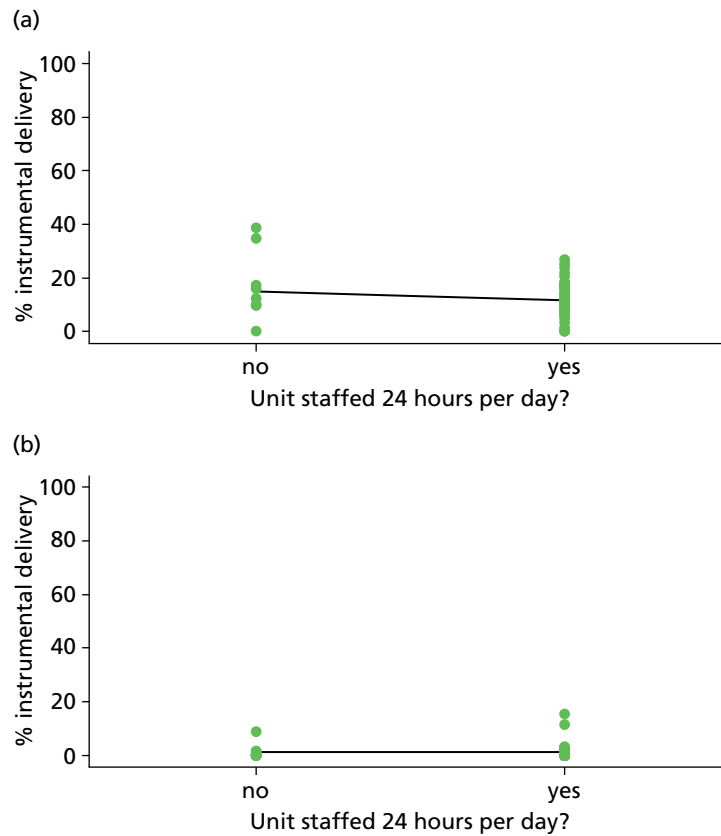 (a)
100
80
60
40
20
0
% instrumental delivery
no yes
Unit staffed 24 hours per day?
(b)
100
80
60
40
20
0
% instrumental delivery
no yes
Unit staffed 24 hours per day?